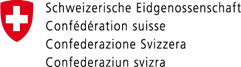 Schweizerische Eidgenossenschaft
Confédération suisse
Confederazione Svizzera
Confederaziun svizra